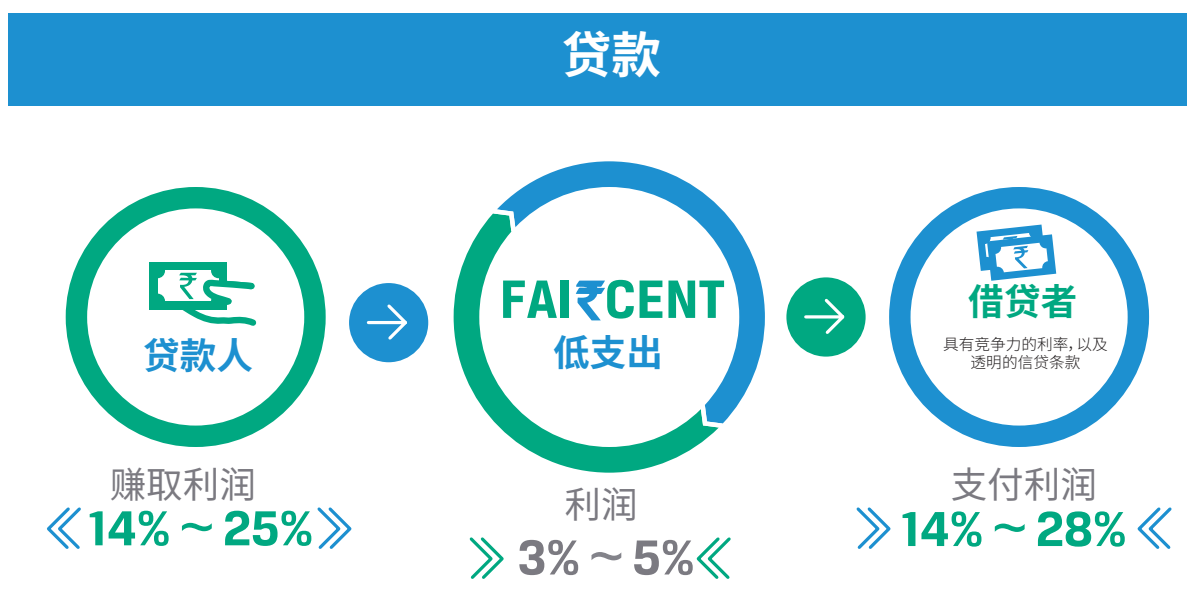 贷款
₹
贷款人
FAI₹CENT
低支出
₹
借贷者
具有竞争力的利率，以及
透明的信贷条款
赚取利润
14% ~ 25%
利润
3% ~ 5%
支付利润
14% ~ 28%